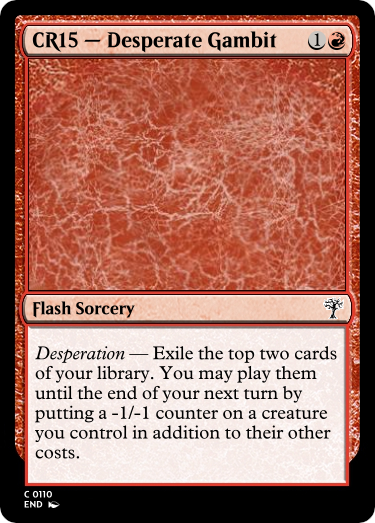 CR15 — Desperate Gambit 1
Flash Sorcery
Desperation — Exile the top two cards
of your library. You may play them
until the end of your next turn by
putting a -1/-1 counter on a creature
you control in addition to their other
costs.
C 0110
END